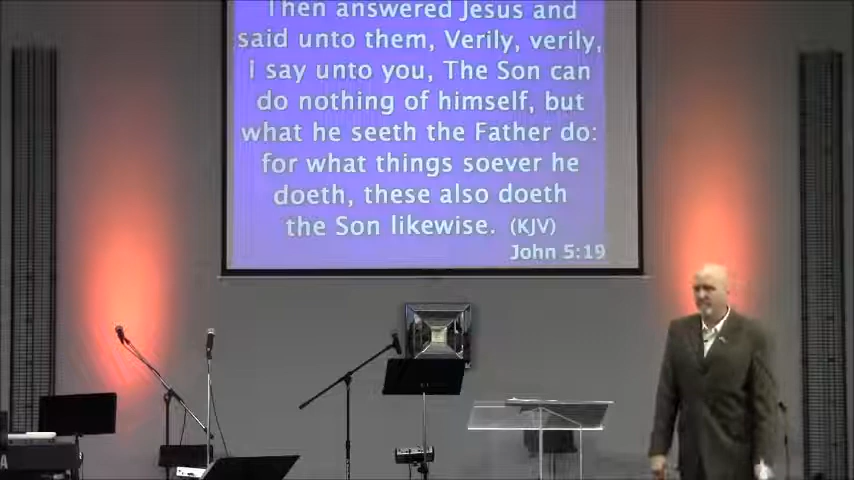 Then answered Jesus and
said unto them, Verily, verily,
I say unto you, The Son can
do nothing of himself, but
what he seeth the Father do:
for what things soever he
doeth, these also doeth
the Son likewise. (KJV)
John 5:19